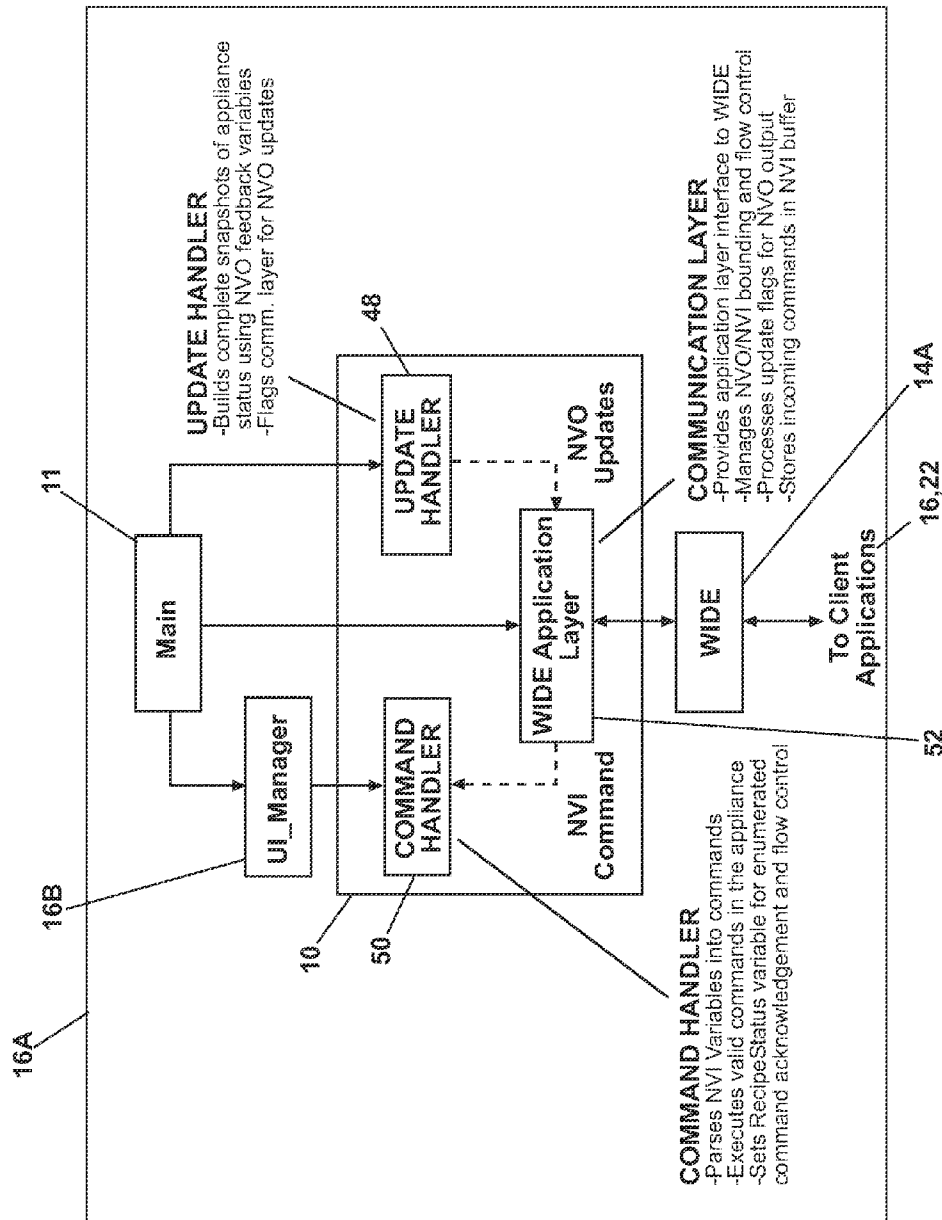 16A
11
Main
16B
UI_Manager
UPDATE HANDLER
-Builds complete snapshots of appliance
status using NVO feedback variables
-Flags comm. layer for NVO updates
48
10
50
COMMAND
HANDLER
UPDATE
HANDLER
NVI
Command
WIDE Application
Layer
NVO
Updates
52
COMMAND HANDLER
-Parses NVI Variables into commands
-Executes valid commands in the appliance
-Sets RecipeStatus variable for enumerated
command acknowledgement and flow control
COMMUNICATION LAYER
-Provides application layer interface to WIDE
-Manages NVO/NVI bounding and flow control
-Processes update flags for NVO output
-Stores incoming commands in NVI buffer
WIDE
14A
To Client
Applications
16,22